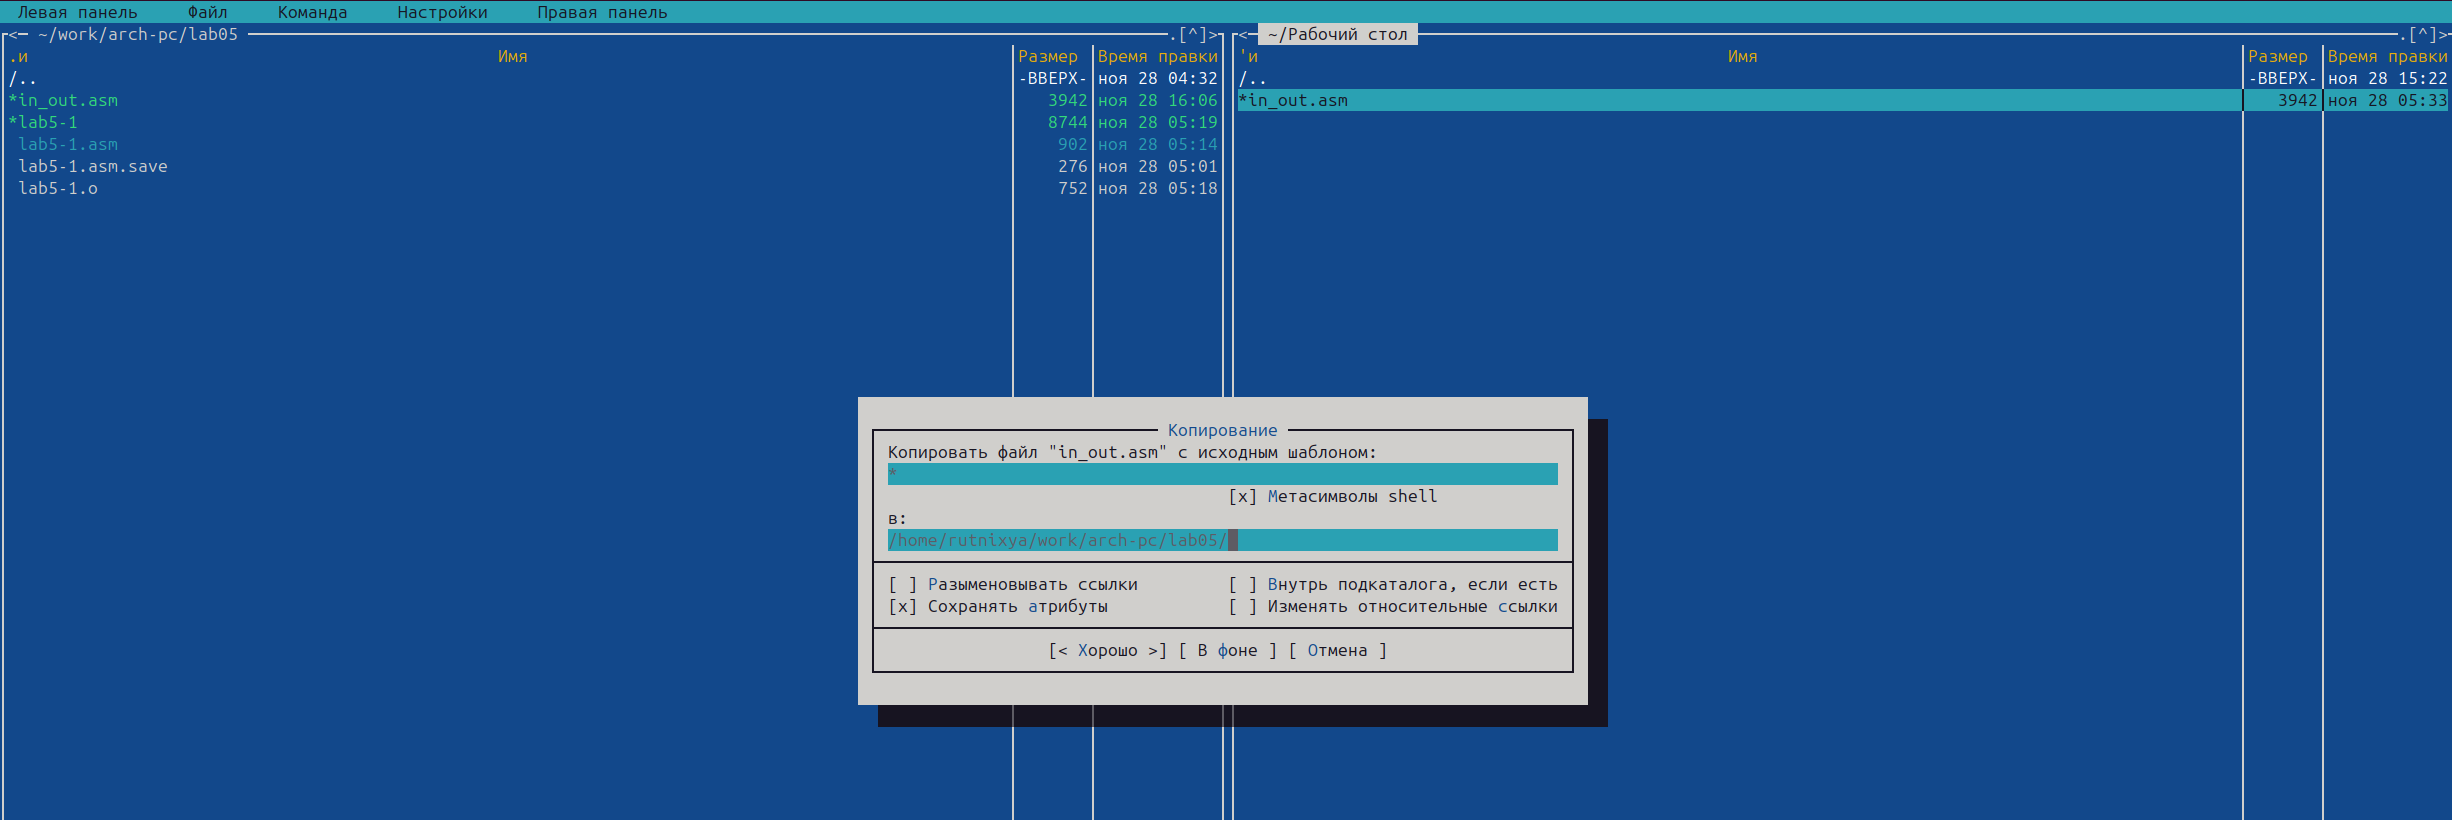 Левая панель Файл Команда Настройки Правая панель
<─ ~/work/arch-pc/lab05 .[^]> <─ ~/Рабочий стол .[^]>
.и Имя Размер Время правки 'и Имя Размер Время правки
/.. -ВВЕРХ- ноя 28 04:32 /.. -ВВЕРХ- ноя 28 15:22
*in_out.asm 3942 ноя 28 16:06 *in_out.asm 3942 ноя 28 05:33
*lab5-1 8744 ноя 28 05:19
lab5-1.asm 902 ноя 28 05:14
lab5-1.asm.save 276 ноя 28 05:01
lab5-1.o 752 ноя 28 05:18
Копирование
Копировать файл "in_out.asm" с исходным шаблоном:
*
[x] Метасимволы shell
в:
/home/rutnixya/work/arch-pc/lab05/
[ ] Разыменовывать ссылки [ ] Внутрь подкаталога, если есть
[x] Сохранять атрибуты [ ] Изменять относительные ссылки
[< Хорошо >] [ В фоне ] [ Отмена ]